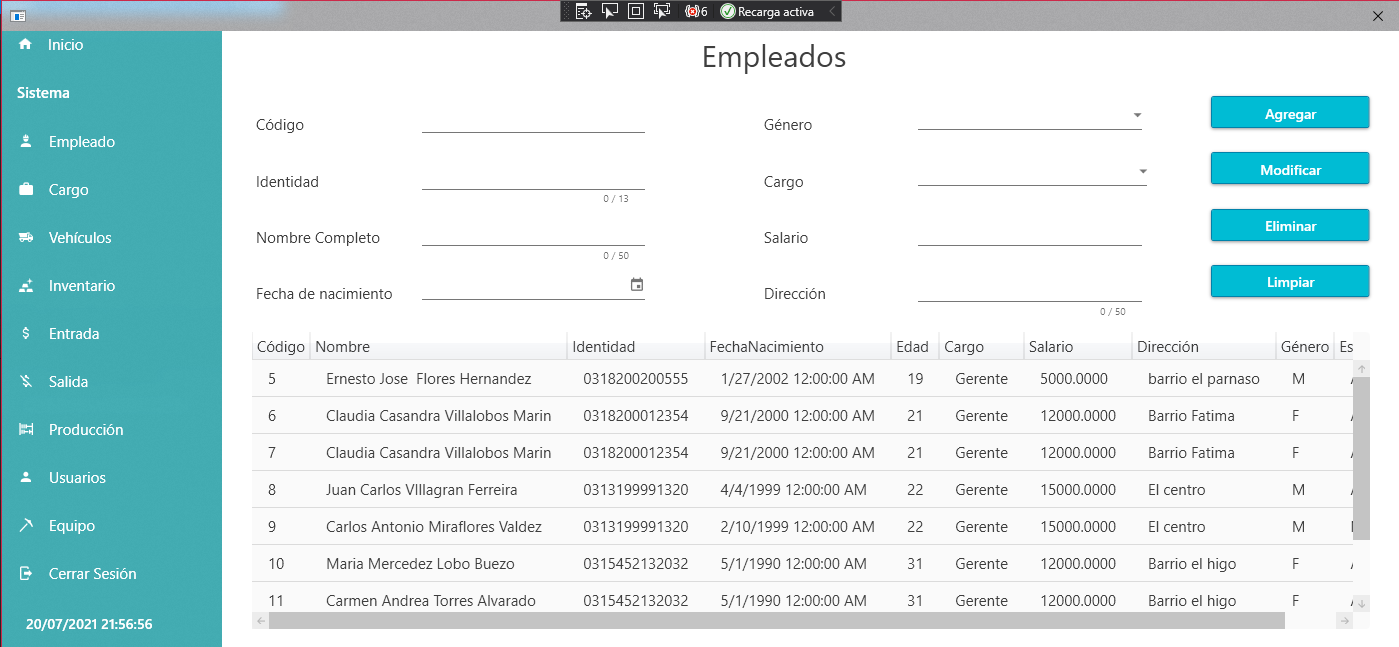 6 Recarga activa
Inicio
Sistema
Empleado
Cargo
Vehículos
Inventario
Entrada
Salida
Producción
Usuarios
Equipo
Cerrar Sesión
20/07/2021 21:56:56
Empleados
Código
Identidad
0 / 13
Nombre Completo
0 / 50
Fecha de nacimiento
Género
Cargo
Salario
Dirección
0 / 50
Agregar
Modificar
Eliminar
Limpiar
Código Nombre Identidad FechaNacimiento Edad Cargo Salario Dirección Género Es
5 Ernesto Jose Flores Hernandez 0318200200555 1/27/2002 12:00:00 AM 19 Gerente 5000.0000 barrio el parnaso M
6 Claudia Casandra Villalobos Marin 0318200012354 9/21/2000 12:00:00 AM 21 Gerente 12000.0000 Barrio Fatima F
7 Claudia Casandra Villalobos Marin 0318200012354 9/21/2000 12:00:00 AM 21 Gerente 12000.0000 Barrio Fatima F
8 Juan Carlos VIllagran Ferreira 0313199991320 4/4/1999 12:00:00 AM 22 Gerente 15000.0000 El centro M
9 Carlos Antonio Miraflores Valdez 0313199991320 2/10/1999 12:00:00 AM 22 Gerente 15000.0000 El centro M
10 Maria Mercedez Lobo Buezo 0315452132032 5/1/1990 12:00:00 AM 31 Gerente 12000.0000 Barrio el higo F
11 Carmen Andrea Torres Alvarado 0315452132032 5/1/1990 12:00:00 AM 31 Gerente 12000.0000 Barrio el higo F